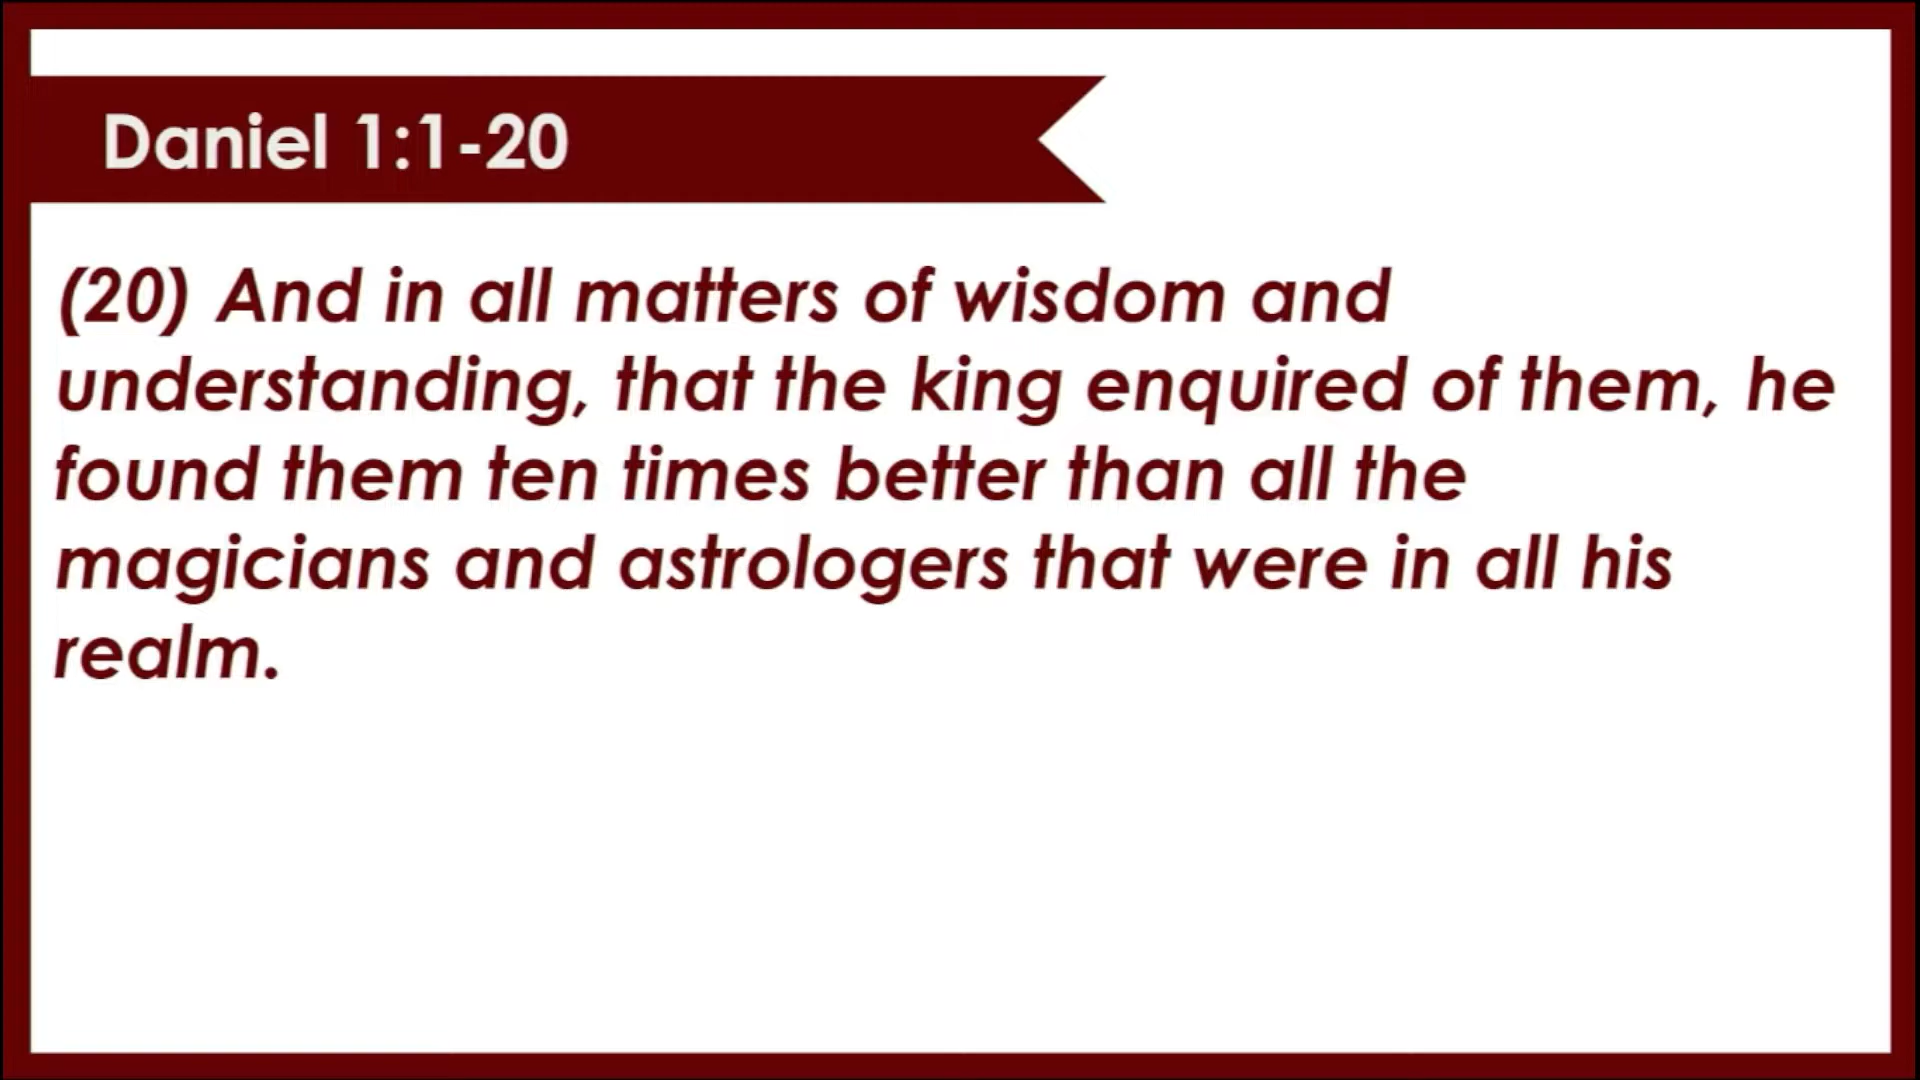 Daniel 1:1-20
(20) And in all matters of wisdom and
understanding, that the king enquired of them, he
found them ten times better than all the
magicians and astrologers that were in all his
realm.